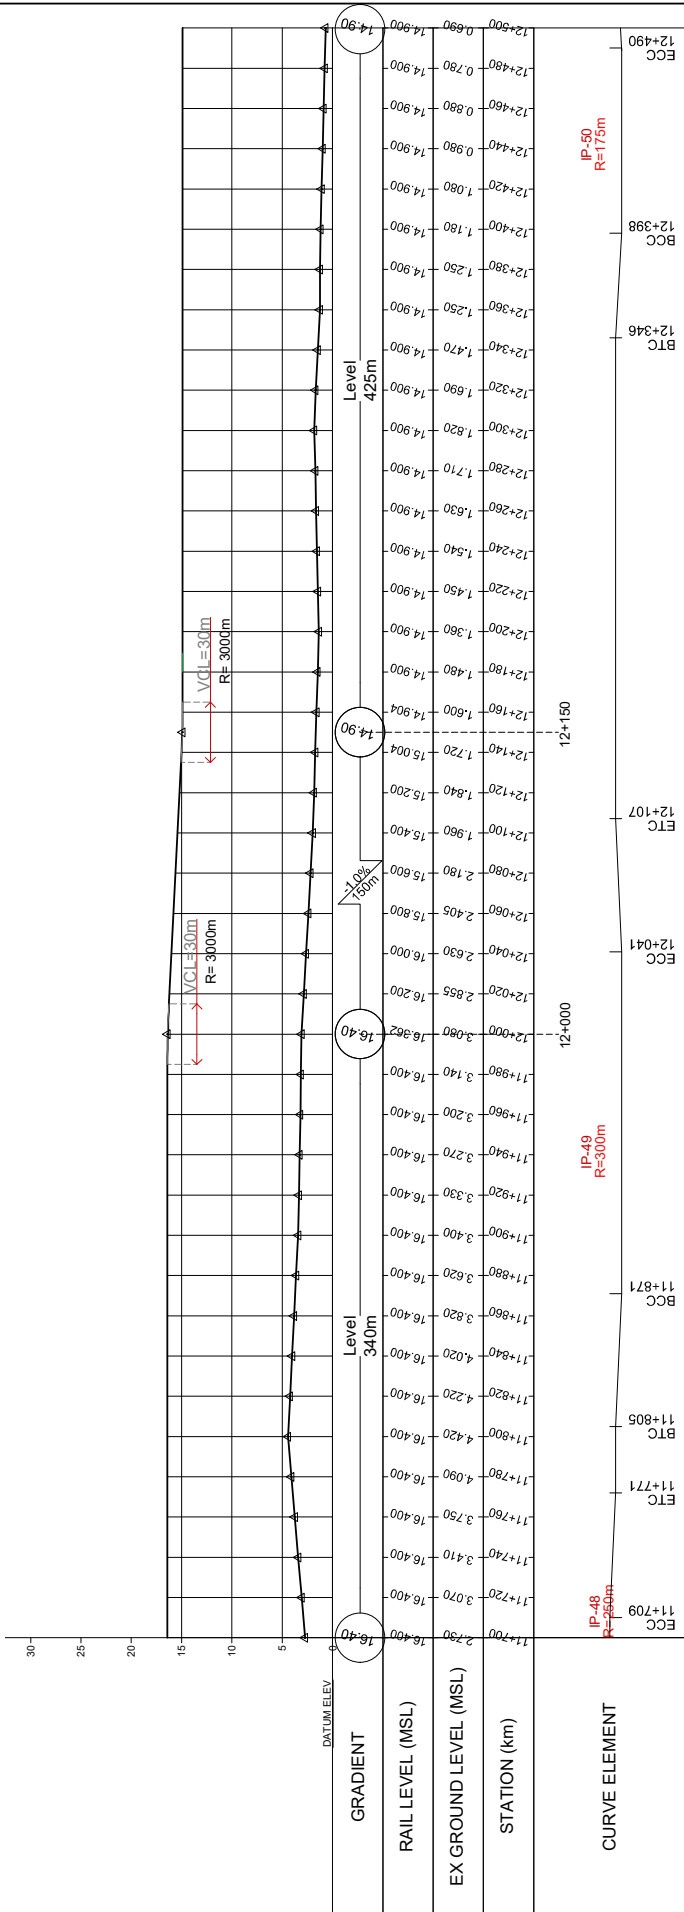 30
25
20
15
10
5
0
DATUM ELEV
VCL=30m
R= 3000m
VCL=30m
R= 3000m
GRADIENT
16.40
Level
340m
16.40
-1.0%
150m
14.90
Level
425m
14.90
RAIL LEVEL (MSL)
16.400 16.400 16.400 16.400 16.400 16.400 16.400 16.400 16.400 16.400 16.400 16.400 16.400 16.400 16.400 16.362 16.200 16.000 15.800 15.600 15.400 15.200 15.004 14.904 14.900 14.900 14.900 14.900 14.900 14.900 14.900 14.900 14.900 14.900 14.900 14.900 14.900 14.900 14.900 14.900 14.900
EX GROUND LEVEL (MSL)
2.730 3.070 3.410 3.750 4.090 4.420 4.220 4.020 3.820 3.620 3.400 3.330 3.270 3.200 3.140 3.080 2.855 2.630 2.405 2.180 1.960 1.840 1.720 1.600 1.480 1.360 1.450 1.540 1.630 1.710 1.820 1.690 1.470 1.250 1.250 1.180 1.080 0.980 0.880 0.780 0.690
STATION (km)
11+700 11+720 11+740 11+760 11+780 11+800 11+820 11+840 11+860 11+880 11+900 11+920 11+940 11+960 11+980 12+000 12+020 12+040 12+060 12+080 12+100 12+120 12+140 12+160 12+180 12+200 12+220 12+240 12+260 12+280 12+300 12+320 12+340 12+360 12+380 12+400 12+420 12+440 12+460 12+480 12+500
12+000
12+150
CURVE ELEMENT
IP-48
R=250m
IP-49
R=300m
IP-50
R=175m
ECC
11+709
ETC
11+771
BTC
11+805
BCC
11+871
ECC
12+041
ETC
12+107
BTC
12+346
BCC
12+398
ECC
12+490